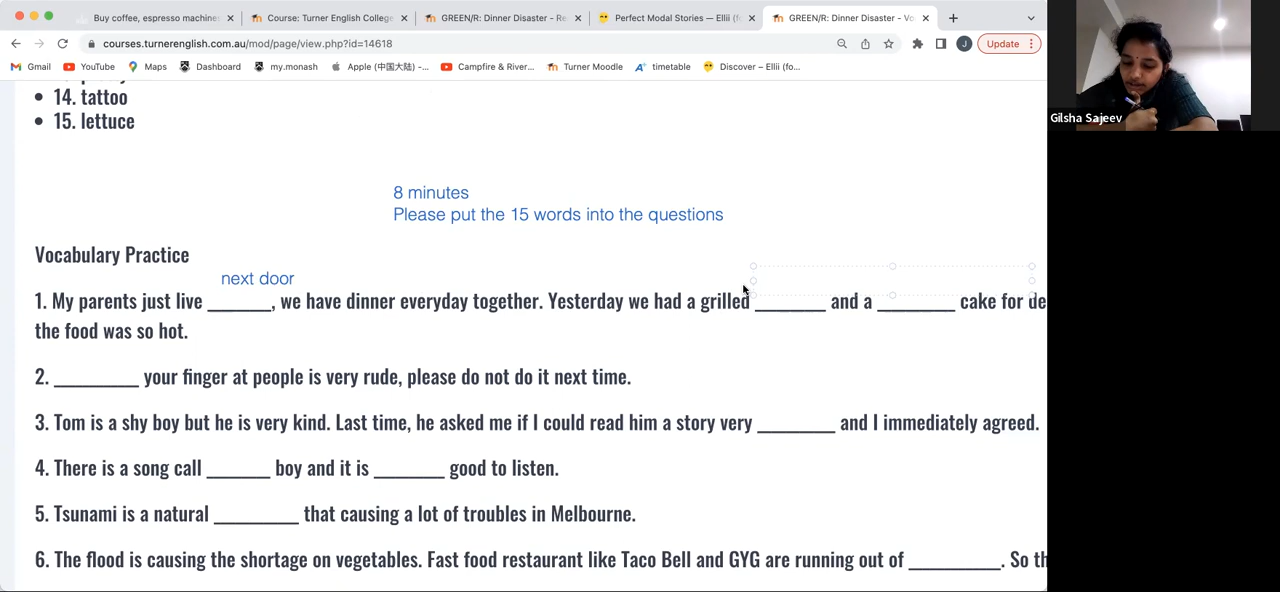 Buy coffee, espresso machine
Course: Turner English College
GREEN/R: Dinner Disaster - Re
Perfect Modal Stories — Ellii (f
GREEN/R: Dinner Disaster - Vo
courses.turnerenglish.com.au/mod/page/view.php?id=14618
J
Update
Gmail
YouTube
Maps
Dashboard
my.monash
Apple (中国大陆) -...
Campfire & River...
Turner Moodle
timetable
Discover – Ellii (fo...
Gilsha Sajeev
14. tattoo
15. lettuce
8 minutes
Please put the 15 words into the questions
Vocabulary Practice
next door
1. My parents just live _______, we have dinner everyday together. Yesterday we had a grilled ________ and a _________ cake for de
the food was so hot.
2. _________ your finger at people is very rude, please do not do it next time.
3. Tom is a shy boy but he is very kind. Last time, he asked me if I could read him a story very ________ and I immediately agreed.
4. There is a song call _______ boy and it is ________ good to listen.
5. Tsunami is a natural _________ that causing a lot of troubles in Melbourne.
6. The flood is causing the shortage on vegetables. Fast food restaurant like Taco Bell and GYG are running out of __________. So th